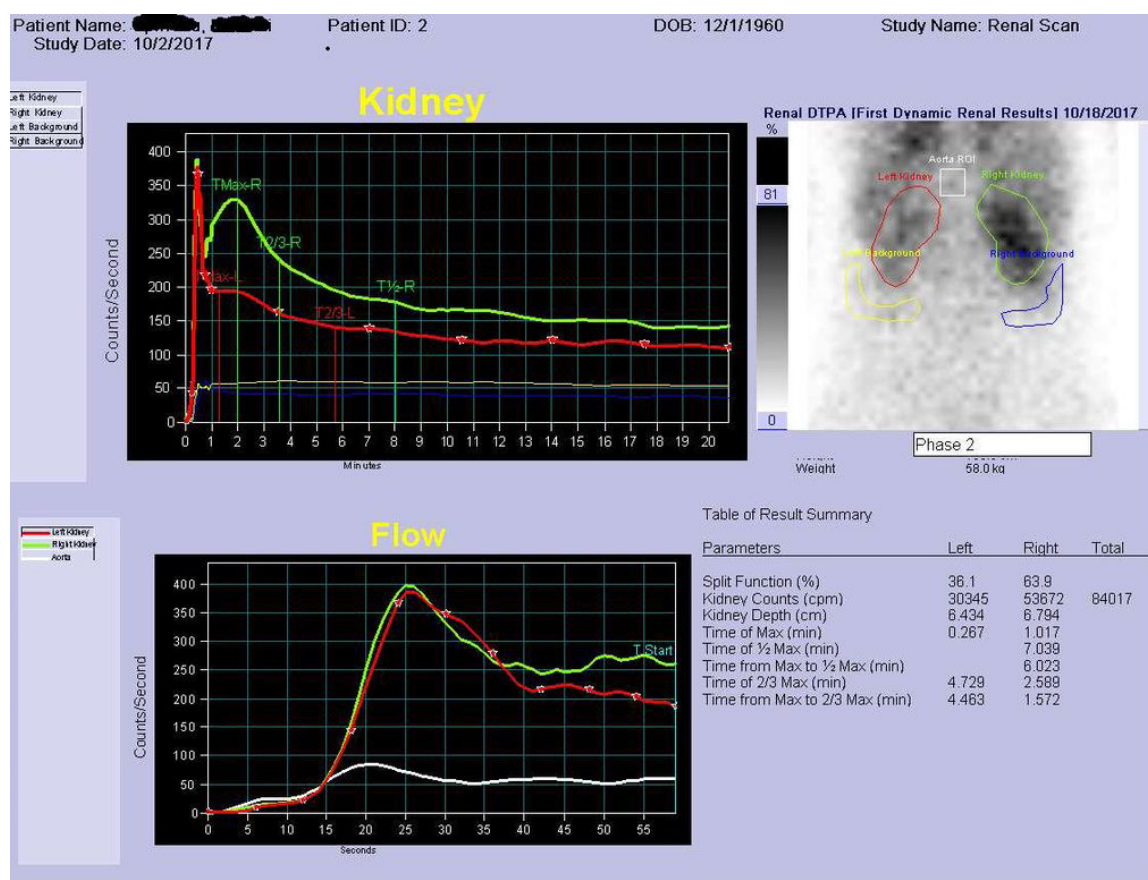 Patient Name: Patient ID: 2 DOB: 12/1/1960 Study Name: Renal Scan
Study Date: 10/2/2017
Left Kidney
Right Kidney
Left Background
Right Background
Kidney
Counts/Second
400
350
300
250
200
150
100
50
0
TMax-R
T2/3-R
T½-R
T2/3-L
0 1 2 3 4 5 6 7 8 9 10 11 12 13 14 15 16 17 18 19 20
Minutes
Renal DTPA [First Dynamic Renal Results] 10/18/2017
%
81
0
Aorta ROI
Left Kidney
Right Kidney
Left Background
Right Background
Phase 2
Weight 58.0 kg
Left Kidney
Right Kidney
Aorta
Flow
Counts/Second
400
350
300
250
200
150
100
50
0
T Start
0 5 10 15 20 25 30 35 40 45 50 55
Seconds
Table of Result Summary
Parameters Left Right Total
Split Function (%) 36.1 63.9
Kidney Counts (cpm) 30345 53672 84017
Kidney Depth (cm) 6.434 6.794
Time of Max (min) 0.267 1.017
Time of ½ Max (min) 7.039
Time from Max to ½ Max (min) 6.023
Time of 2/3 Max (min) 4.729 2.589
Time from Max to 2/3 Max (min) 4.463 1.572